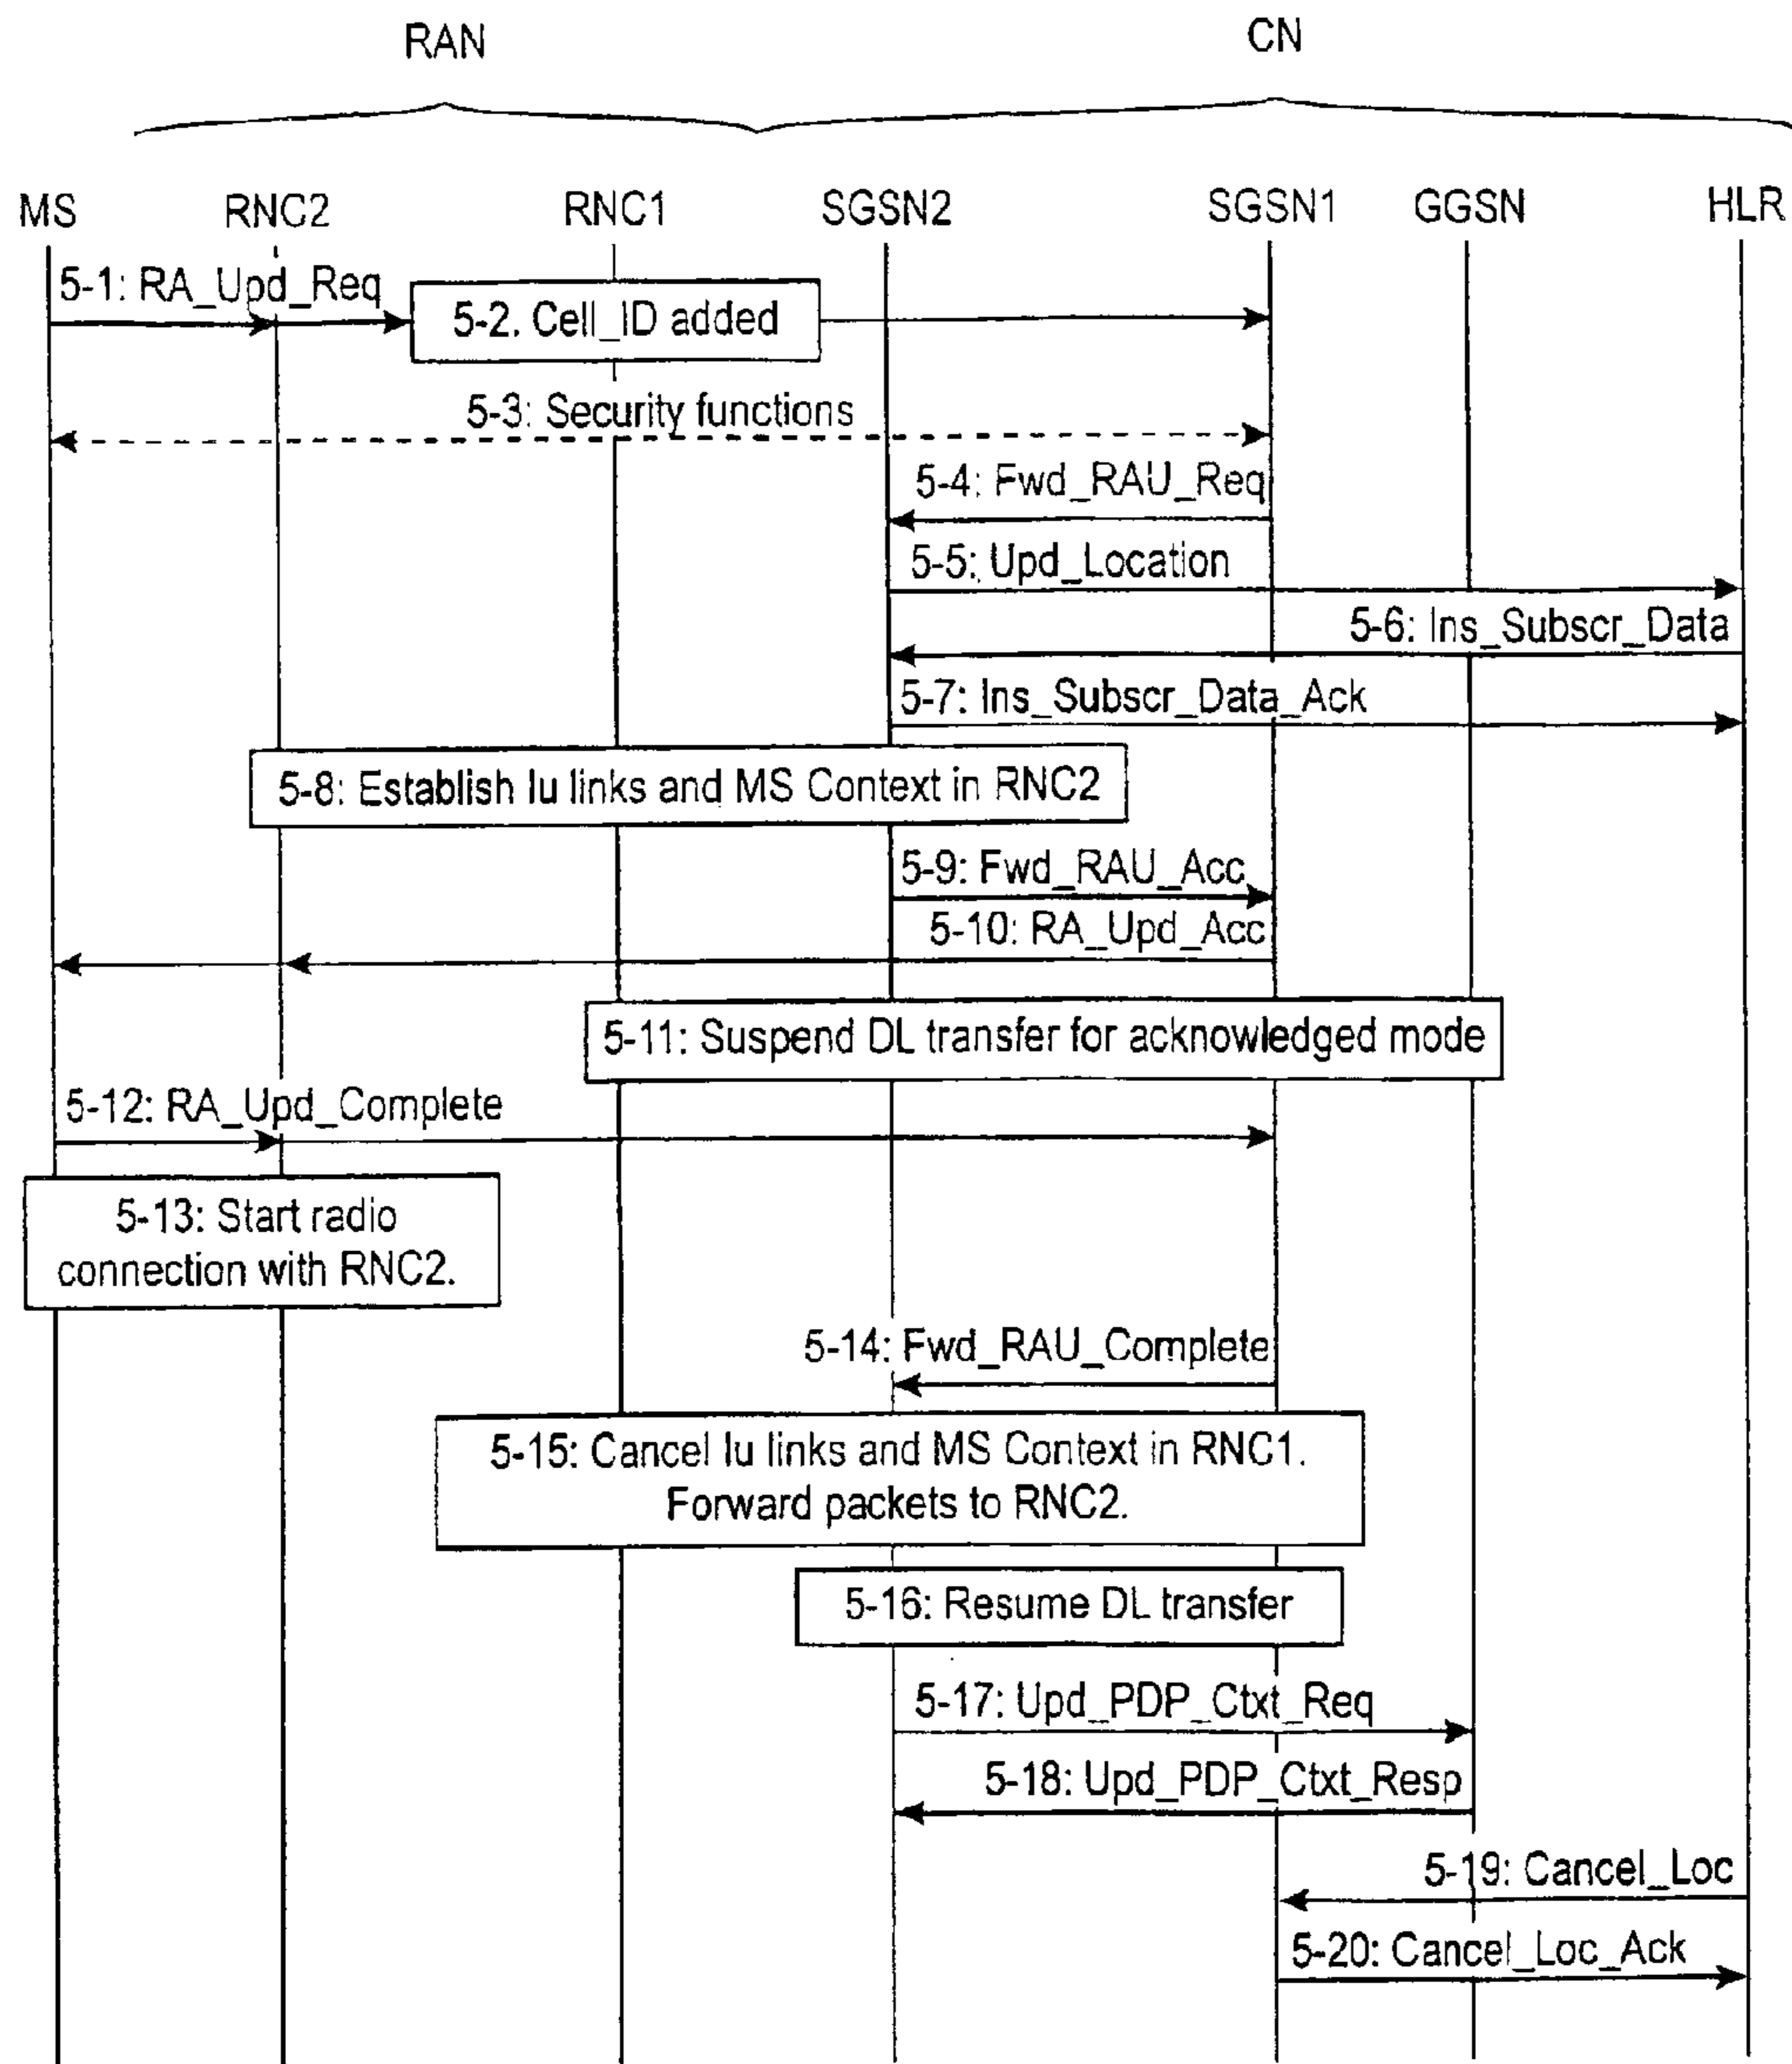 RAN CN
MS RNC2 RNC1 SGSN2 SGSN1 GGSN HLR
5-1: RA_Upd_Req
5-2. Cell_ID added
5-3: Security functions
5-4: Fwd_RAU_Req
5-5: Upd_Location
5-6: Ins_Subscr_Data
5-7: Ins_Subscr_Data_Ack
5-8: Establish Iu links and MS Context in RNC2
5-9: Fwd_RAU_Acc
5-10: RA_Upd_Acc
5-11: Suspend DL transfer for acknowledged mode
5-12: RA_Upd_Complete
5-13: Start radio
connection with RNC2.
5-14: Fwd_RAU_Complete
5-15: Cancel Iu links and MS Context in RNC1.
Forward packets to RNC2.
5-16: Resume DL transfer
5-17: Upd_PDP_Ctxt_Req
5-18: Upd_PDP_Ctxt_Resp
5-19: Cancel_Loc
5-20: Cancel_Loc_Ack